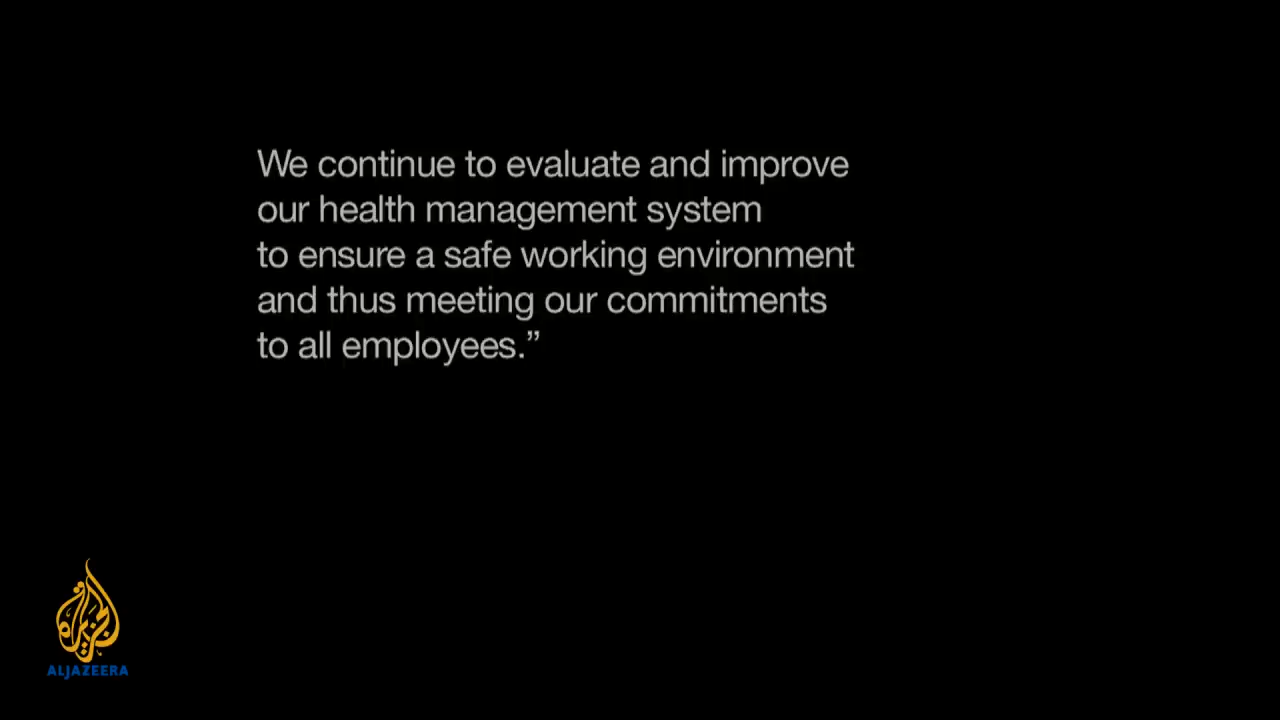 We continue to evaluate and improve
our health management system
to ensure a safe working environment
and thus meeting our commitments
to all employees.”
الجزيرة
ALJAZEERA